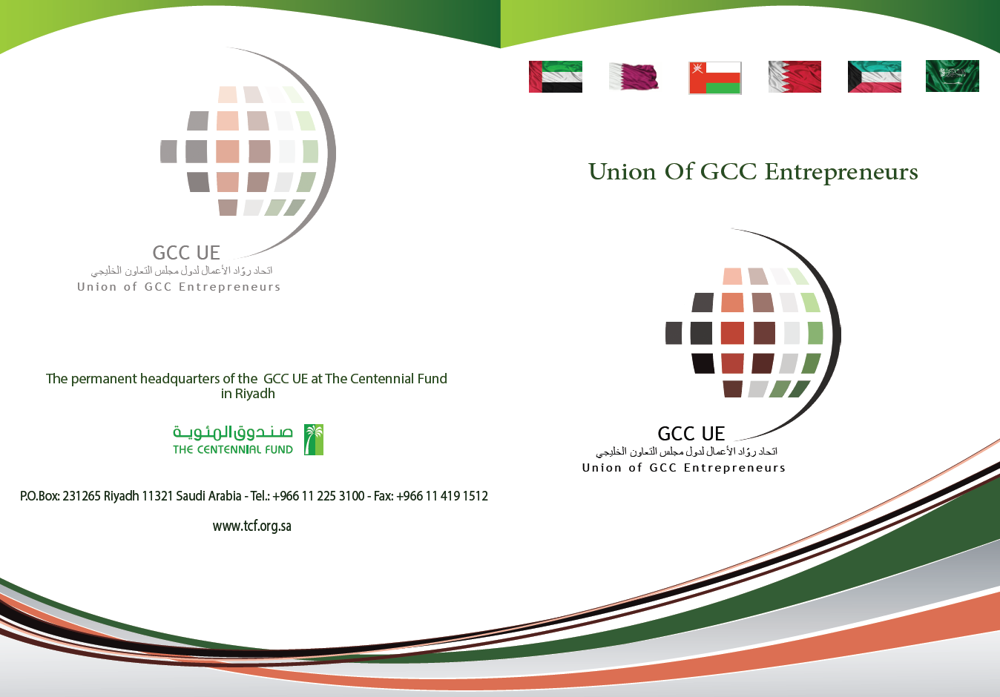 GCC UE
اتحاد روّاد الأعمال لدول مجلس التعاون الخليجي
Union of GCC Entrepreneurs
The permanent headquarters of the GCC UE at The Centennial Fund
in Riyadh
صندوق المئوية
THE CENTENNIAL FUND
P.O.Box: 231265 Riyadh 11321 Saudi Arabia - Tel.: +966 11 225 3100 - Fax: +966 11 419 1512
www.tcf.org.sa
Union Of GCC Entrepreneurs
GCC UE
اتحاد روّاد الأعمال لدول مجلس التعاون الخليجي
Union of GCC Entrepreneurs